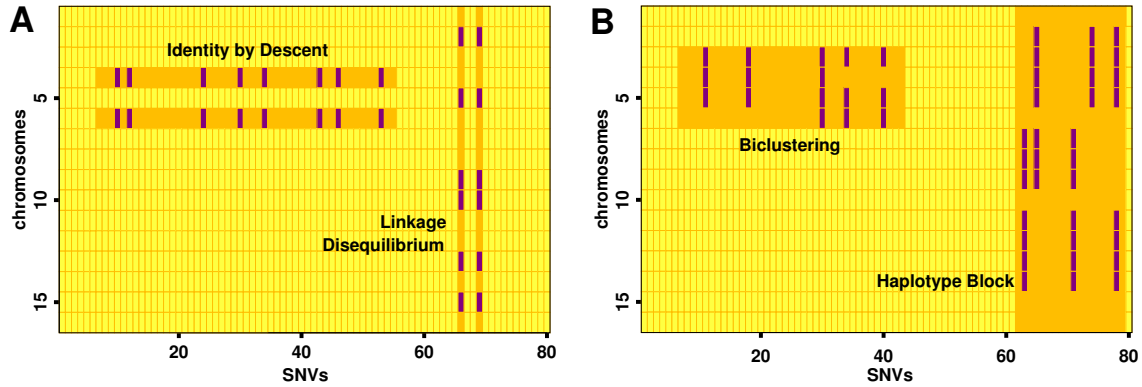 A
Identity by Descent
Linkage
Disequilibrium
chromosomes
5
10
15
20
40
60
80
SNVs
B
Biclustering
Haplotype Block
chromosomes
5
10
15
20
40
60
80
SNVs